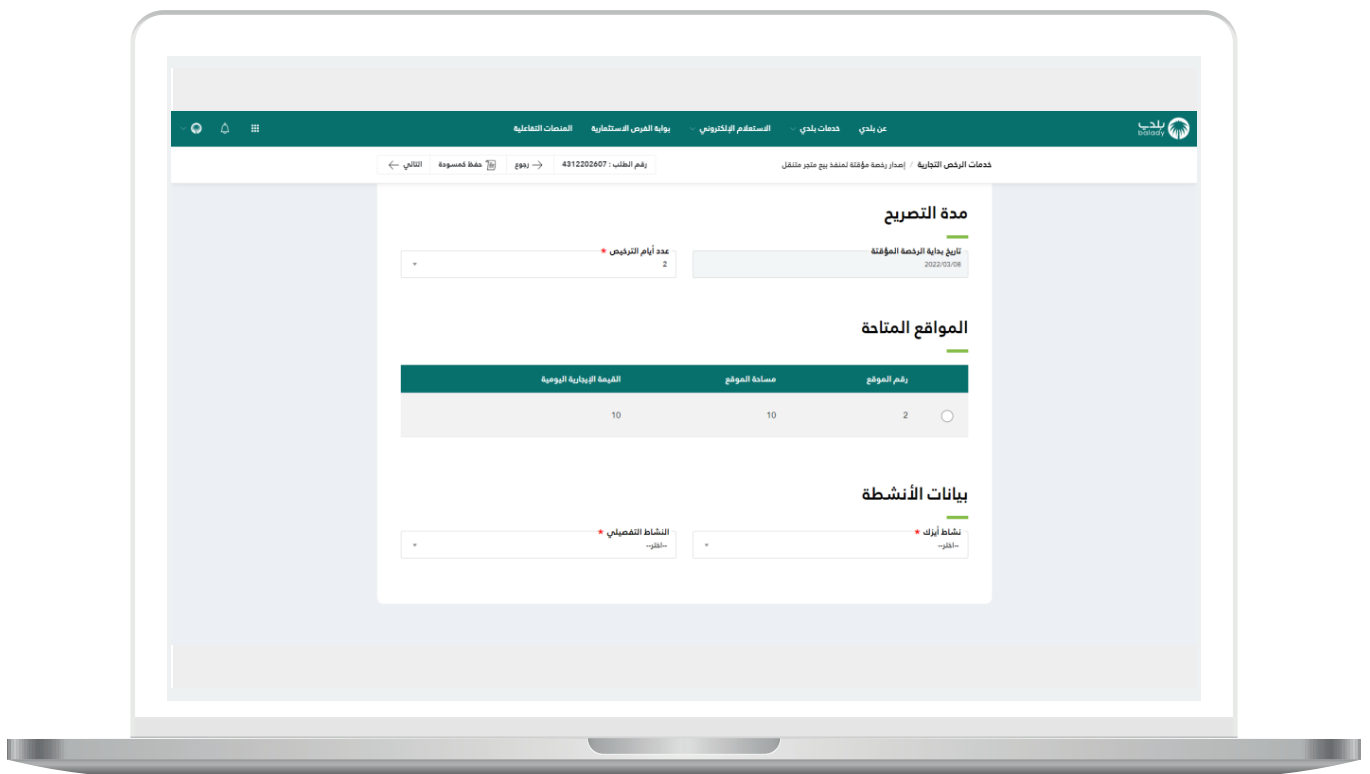 بلدي
balady
عن بلدي
خدمات بلدي
الاستعلام الإلكتروني
بوابة الفرص الاستثمارية
المنصات التفاعلية
خدمات الرخص التجارية / إصدار رخصة مؤقتة لمنفذ بيع متجر متنقل
رقم الطلب : 4312202607
رجوع
حفظ كمسودة
التالي
مدة التصريح
تاريخ بداية الرخصة المؤقتة
2022/03/08
عدد أيام الترخيص *
2
المواقع المتاحة
رقم الموقع مساحة الموقع القيمة الإيجارية اليومية
2 10 10
بيانات الأنشطة
نشاط أيزك *
--اختر--
النشاط التفصيلي *
--اختر--